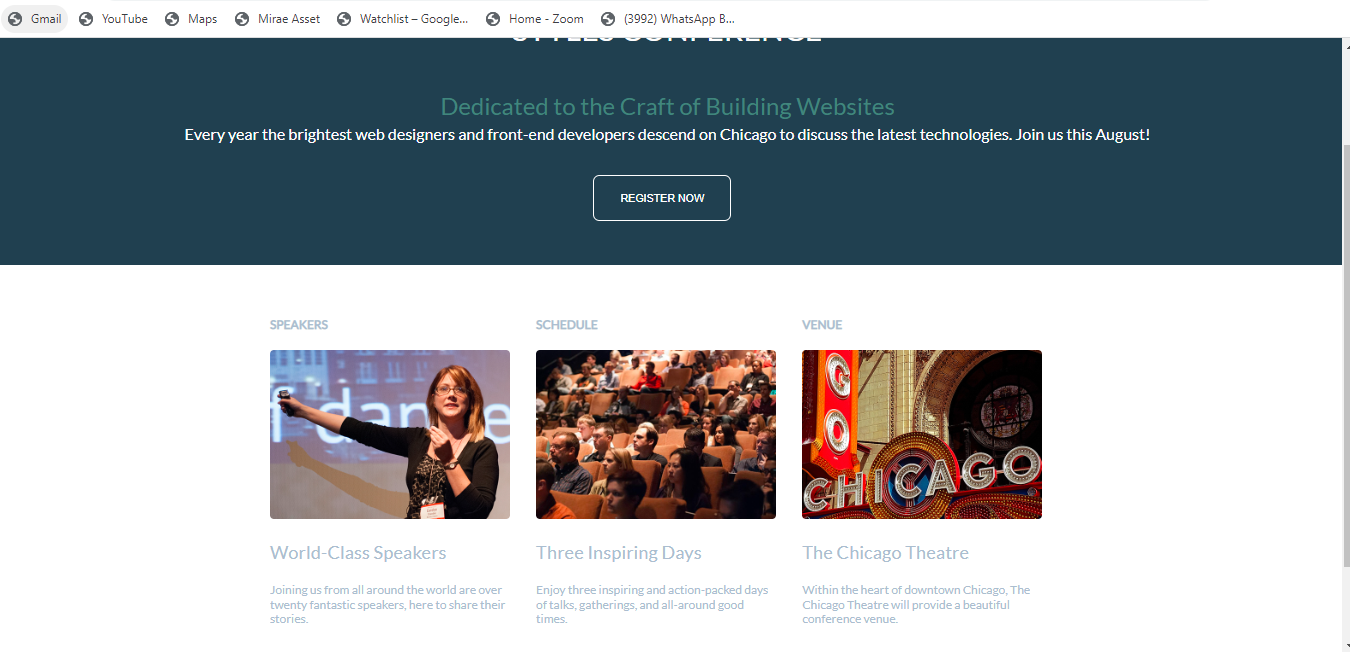 Gmail YouTube Maps Mirae Asset Watchlist – Google... Home - Zoom (3992) WhatsApp B...
STYLES CONFERENCE
Dedicated to the Craft of Building Websites
Every year the brightest web designers and front-end developers descend on Chicago to discuss the latest technologies. Join us this August!
REGISTER NOW
SPEAKERS
SCHEDULE
VENUE
f dan e
CHICAGO
World-Class Speakers
Joining us from all around the world are over
twenty fantastic speakers, here to share their
stories.
Three Inspiring Days
Enjoy three inspiring and action-packed days
of talks, gatherings, and all-around good
times.
The Chicago Theatre
Within the heart of downtown Chicago, The
Chicago Theatre will provide a beautiful
conference venue.